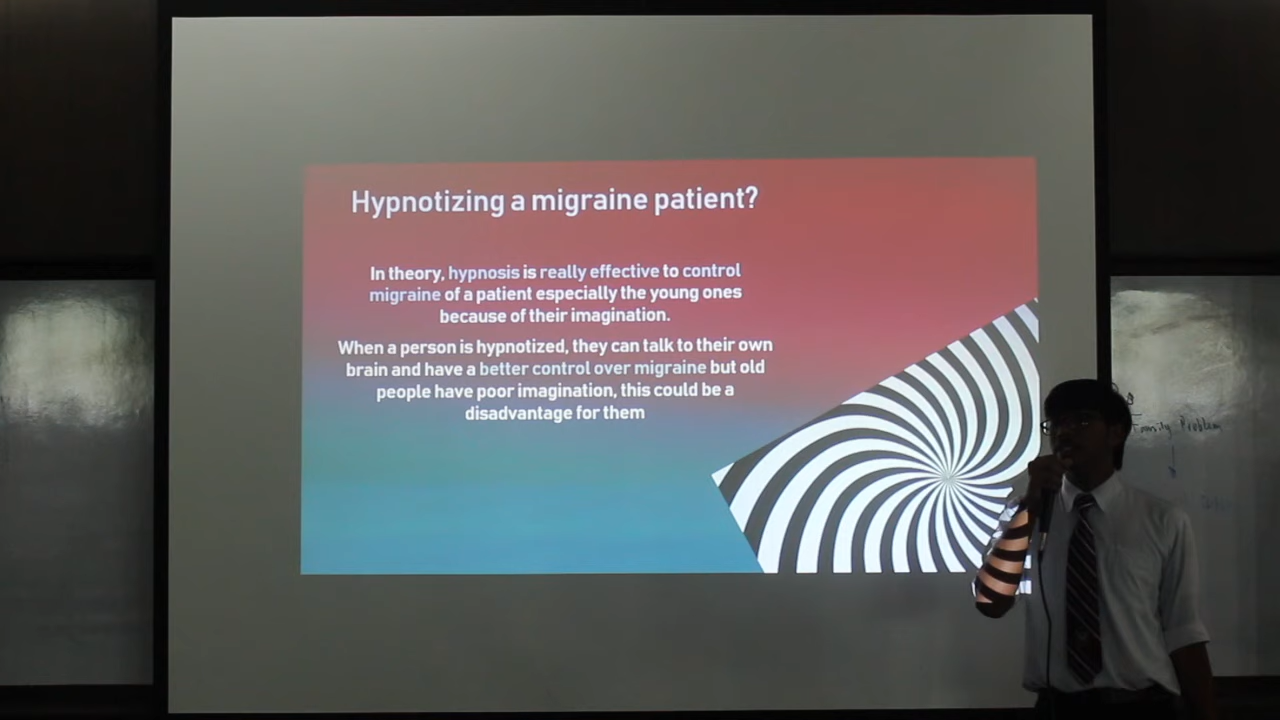 Hypnotizing a migraine patient?
In theory, hypnosis is really effective to control
migraine of a patient especially the young ones
because of their imagination.
When a person is hypnotized, they can talk to their own
brain and have a better control over migraine but old
people have poor imagination, this could be a
disadvantage for them
Family Problem